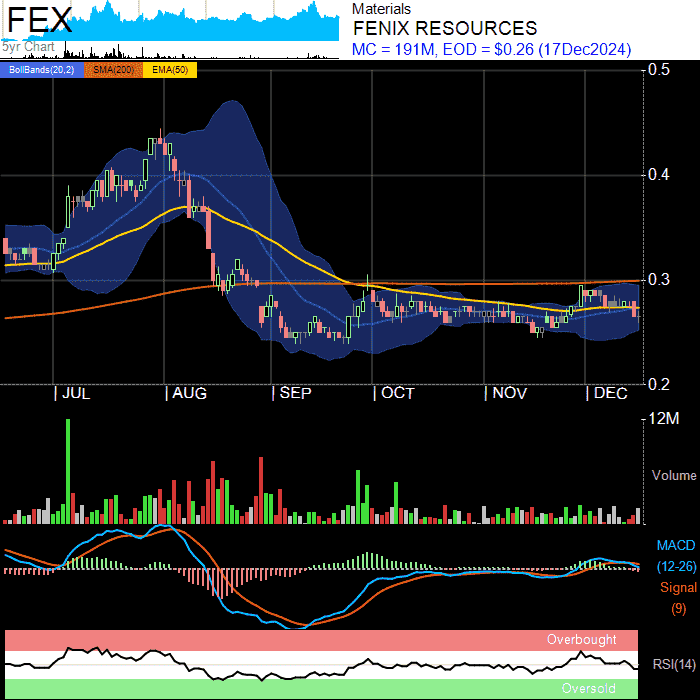 FEX
5yr Chart
Materials
FENIX RESOURCES
MC = 191M, EOD = $0.26 (17Dec2024)
BollBands(20,2) SMA(200) EMA(50)
0.5
0.4
0.3
0.2
JUL AUG SEP OCT NOV DEC
12M
Volume
MACD
(12-26)
Signal
(9)
Overbought
RSI(14)
Oversold